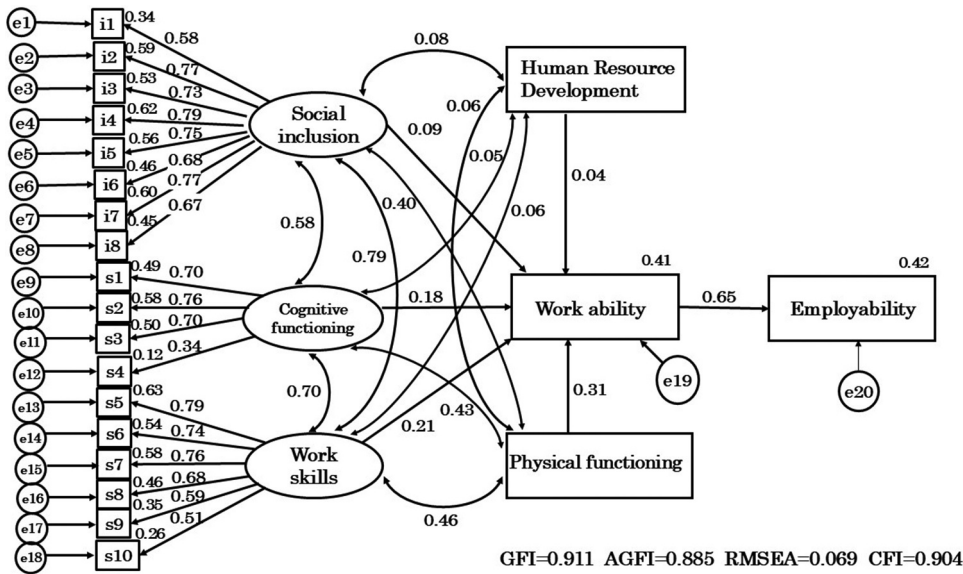 e1 i1 0.34
0.58
e2 i2 0.59
0.77
e3 i3 0.53
0.73
e4 i4 0.62
0.79
e5 i5 0.56
0.75
e6 i6 0.46
0.68
e7 i7 0.60
0.77
e8 i8 0.45
0.67
e9 s1 0.49
0.70
e10 s2 0.58 0.76
e11 s3 0.50 0.70
e12 s4 0.12 0.34
e13 s5 0.63
0.79
e14 s6 0.54
0.74
e15 s7 0.58 0.76
e16 s8 0.46 0.68
e17 s9 0.35 0.59
e18 s10 0.26 0.51
Social
inclusion
Cognitive
functioning
Work
skills
0.58
0.70
0.79
0.40
0.08
0.06
0.09
0.05
0.06
0.18
0.43
0.21
0.46
Human Resource
Development
0.04
0.41
Work ability
0.65
0.42
Employability
e19
e20
0.31
Physical functioning
GFI=0.911 AGFI=0.885 RMSEA=0.069 CFI=0.904